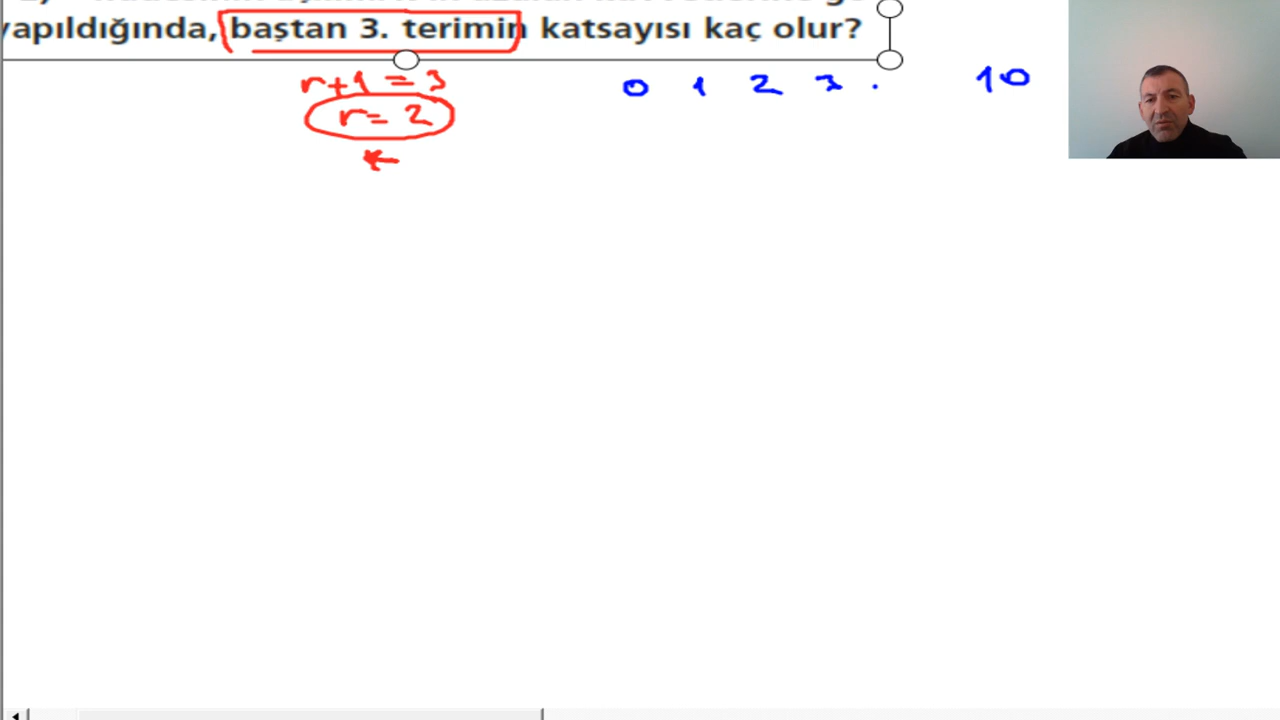 yapıldığında, baştan 3. terimin katsayısı kaç olur?
r+1=3 0 1 2 3 . 10
r=2